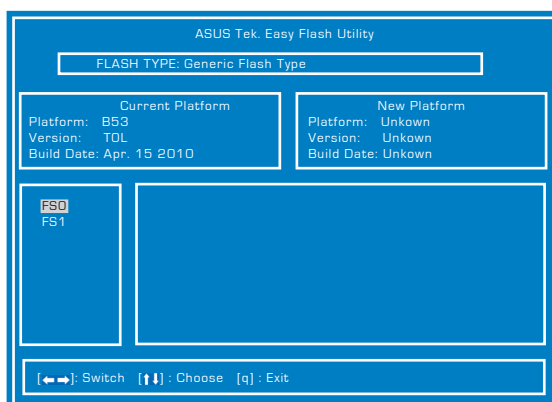 ASUS Tek. Easy Flash Utility
FLASH TYPE: Generic Flash Type
Current Platform
Platform: B53
Version: TOL
Build Date: Apr. 15 2010
New Platform
Platform: Unkown
Version: Unkown
Build Date: Unkown
FS0
FS1
[←→]: Switch [↑↓] : Choose [q] : Exit